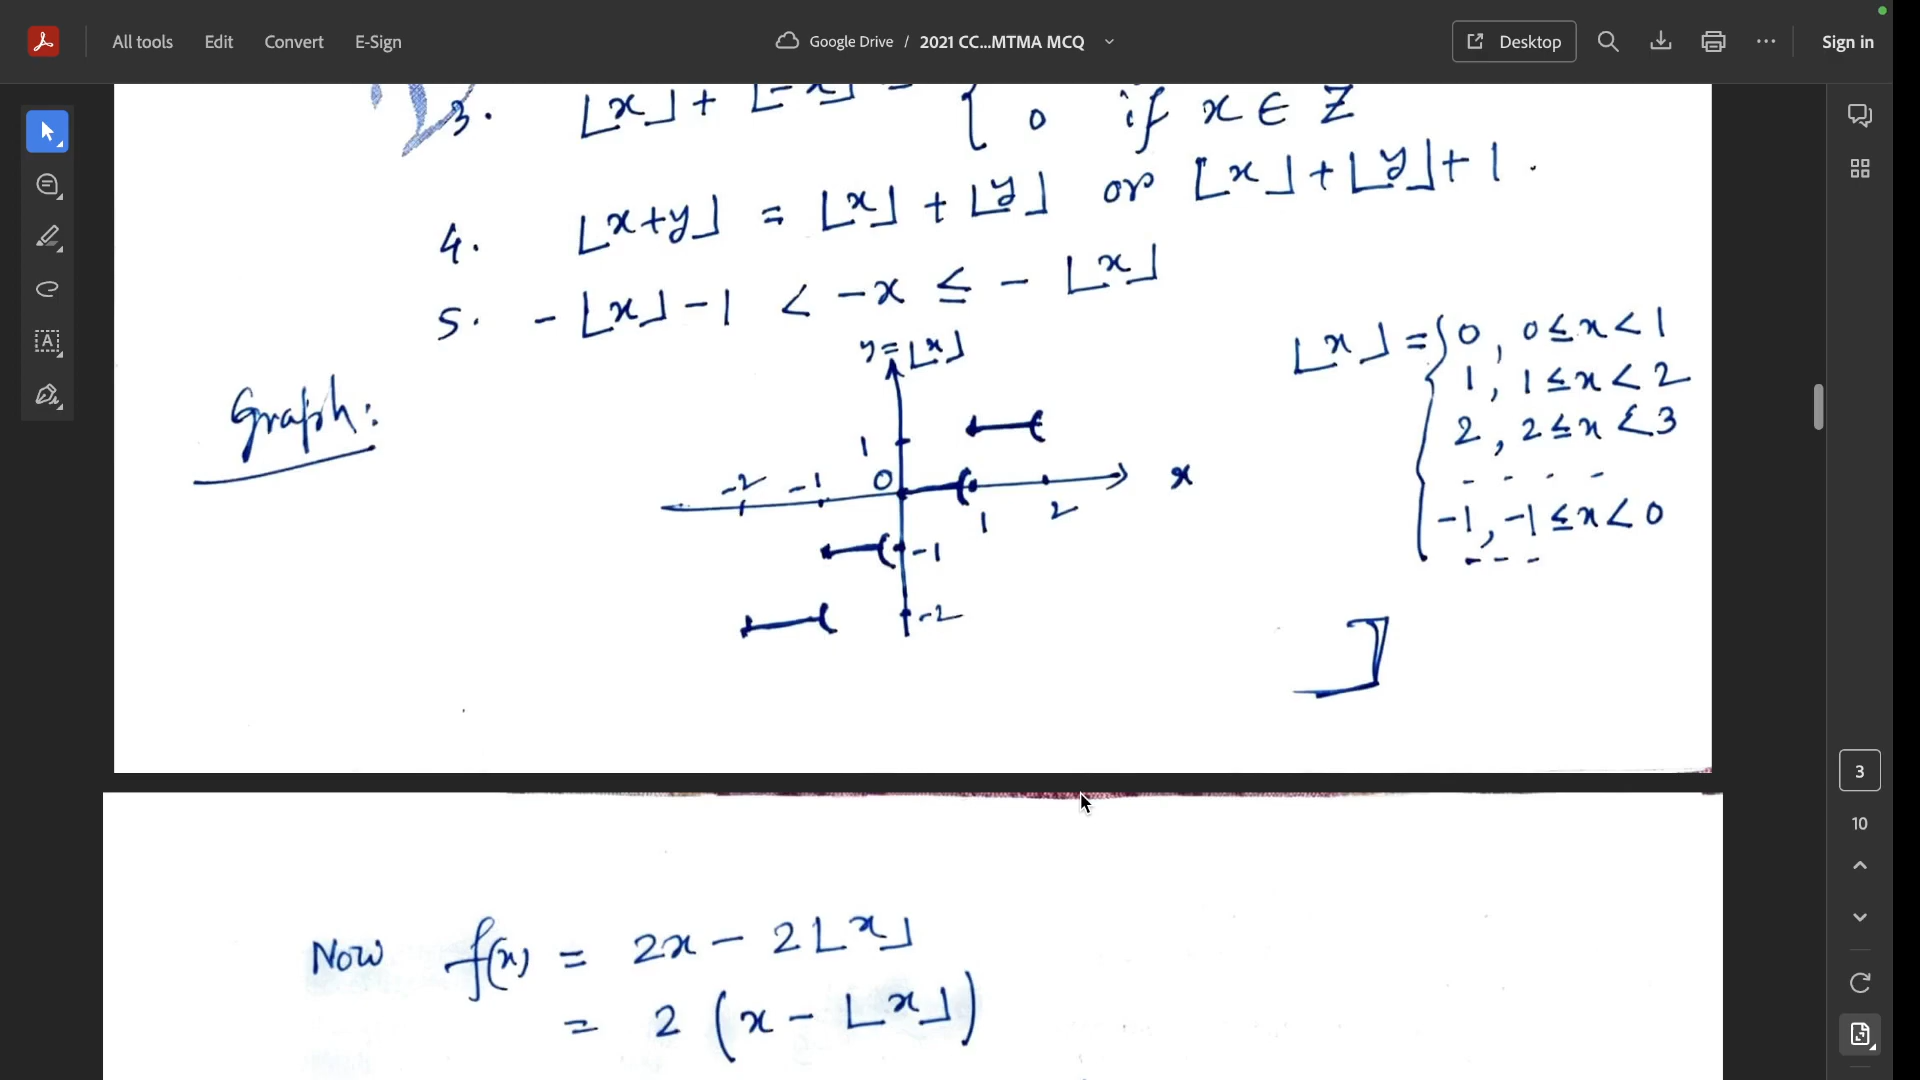 All tools Edit Convert E-Sign Google Drive / 2021 CC...MTMA MCQ Desktop Sign in
3. ⌊x⌋ + ⌊-x⌋ = { 0 if x ∈ Z
4. ⌊x+y⌋ = ⌊x⌋ + ⌊y⌋ or ⌊x⌋ + ⌊y⌋ + 1 .
5. - ⌊x⌋ - 1 < -x ≤ - ⌊x⌋
Graph:
y = ⌊x⌋
1
-2 -1 0 1 2 x
-1
-2
⌊x⌋ = { 0, 0 ≤ x < 1
1, 1 ≤ x < 2
2, 2 ≤ x < 3
- - - -
-1, -1 ≤ x < 0
- - -
]
3
10
Now f(x) = 2x - 2⌊x⌋
= 2 (x - ⌊x⌋)